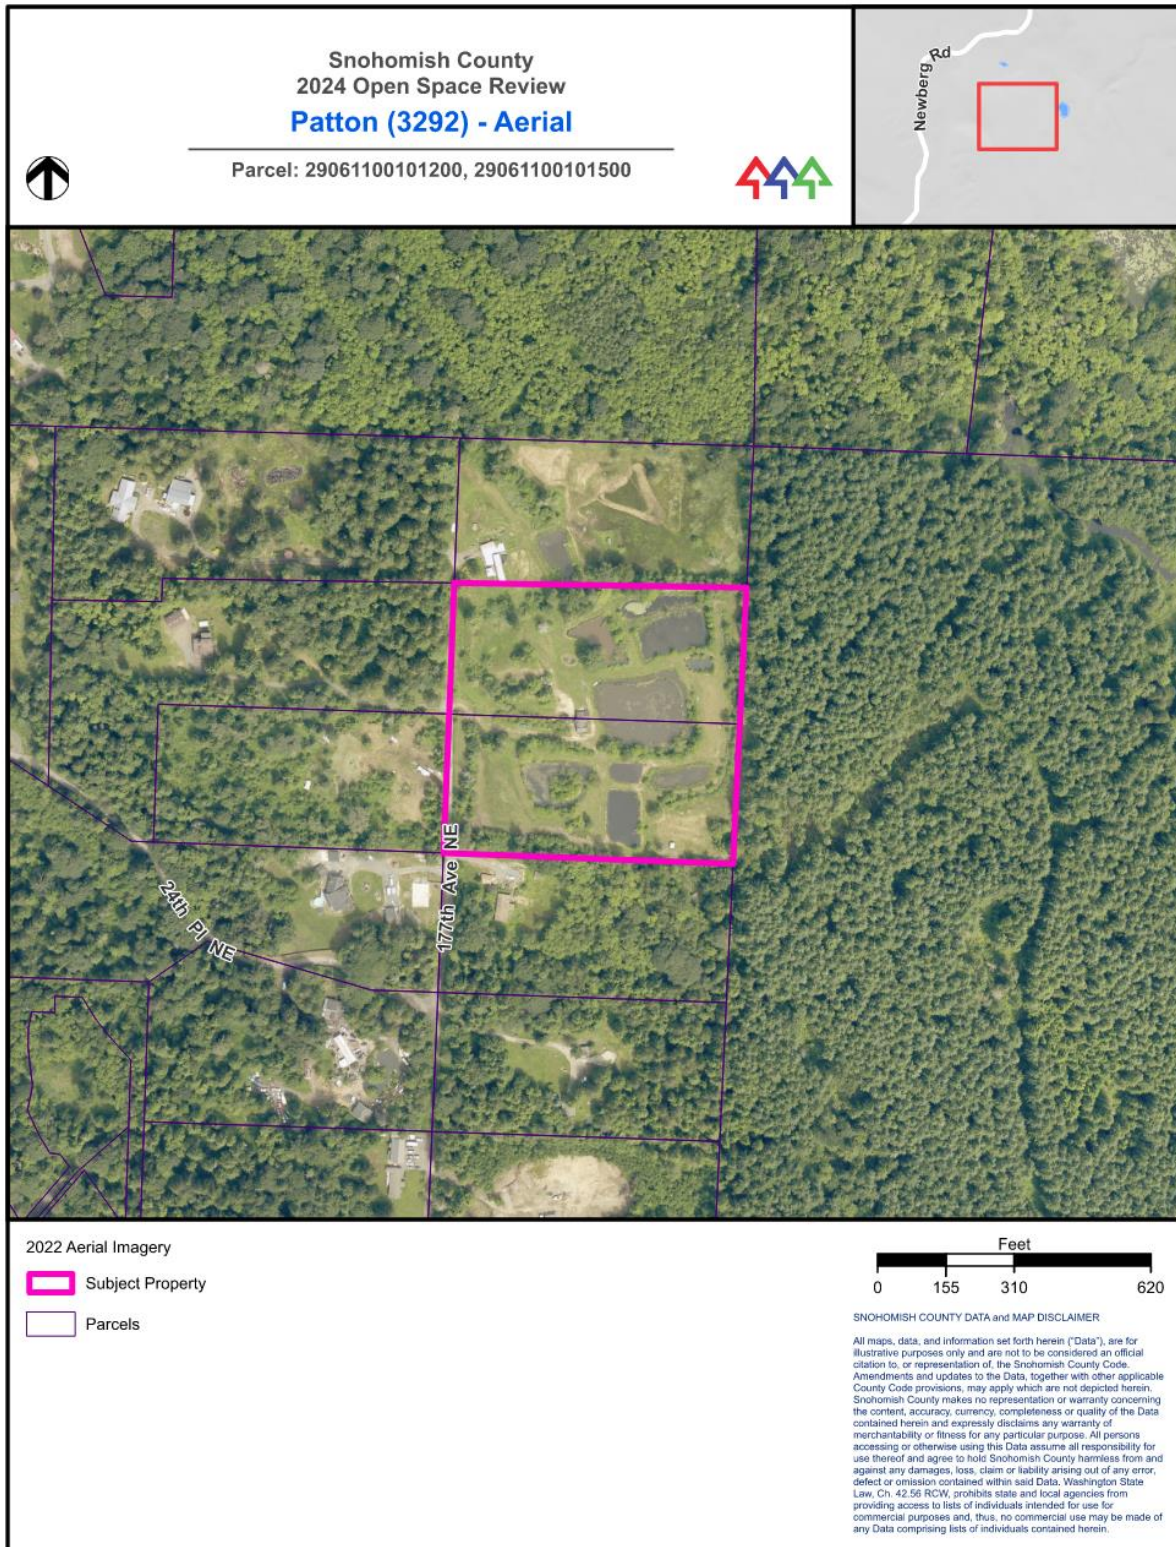 Snohomish County
2024 Open Space Review
Patton (3292) - Aerial
Parcel: 29061100101200, 29061100101500
Newberg Rd
24th Pl NE
177th Ave NE
2022 Aerial Imagery
Subject Property
Parcels
Feet
0 155 310 620
SNOHOMISH COUNTY DATA and MAP DISCLAIMER
All maps, data, and information set forth herein ("Data"), are for
illustrative purposes only and are not to be considered an official
citation to, or representation of, the Snohomish County Code.
Amendments and updates to the Data, together with other applicable
County Code provisions, may apply which are not depicted herein.
Snohomish County makes no representation or warranty concerning
the content, accuracy, currency, completeness or quality of the Data
contained herein and expressly disclaims any warranty of
merchantability or fitness for any particular purpose. All persons
accessing or otherwise using this Data assume all responsibility for
use thereof and agree to hold Snohomish County harmless from and
against any damages, loss, claim or liability arising out of any error,
defect or omission contained within said Data. Washington State
Law, Ch. 42.56 RCW, prohibits state and local agencies from
providing access to lists of individuals intended for use for
commercial purposes and, thus, no commercial use may be made of
any Data comprising lists of individuals contained herein.